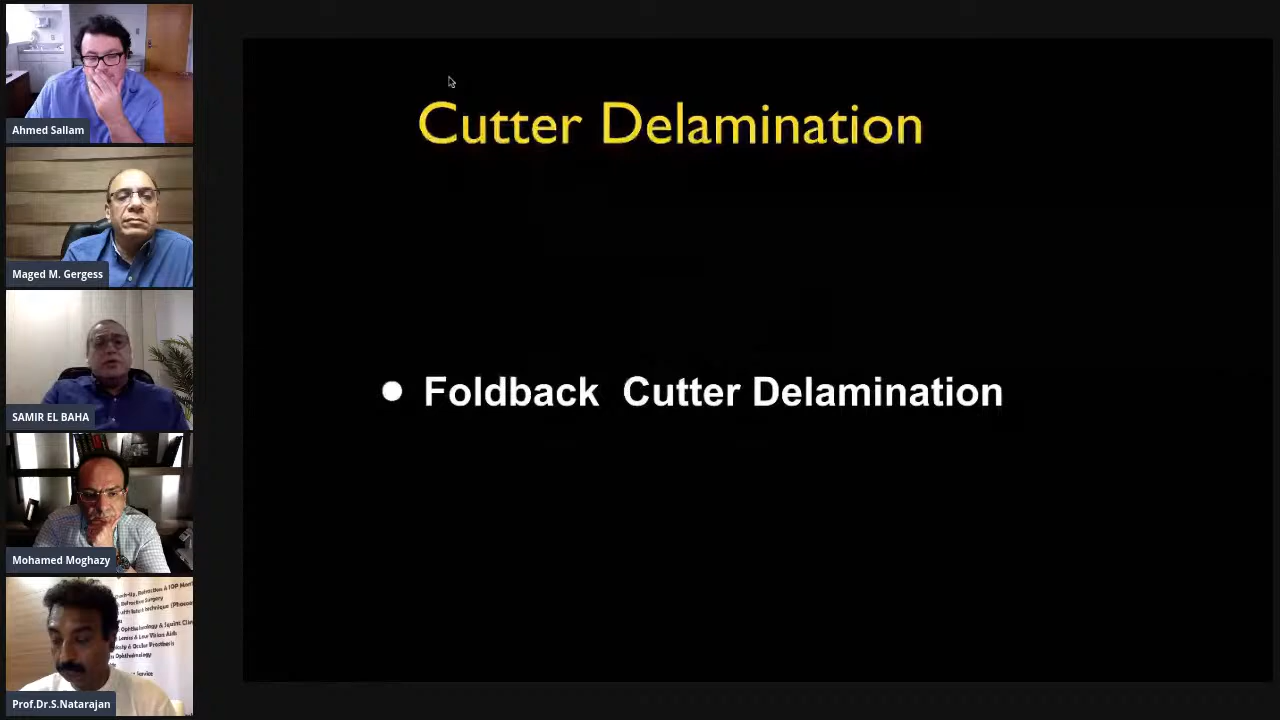 Ahmed Sallam
Maged M. Gergess
SAMIR EL BAHA
Mohamed Moghazy
Prof.Dr.S.Natarajan
Cutter Delamination
● Foldback Cutter Delamination